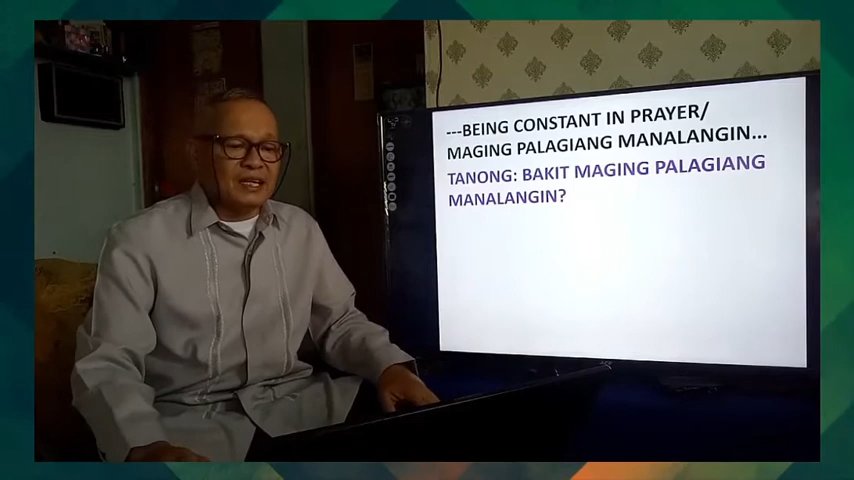 ---BEING CONSTANT IN PRAYER/
MAGING PALAGIANG MANALANGIN...
TANONG: BAKIT MAGING PALAGIANG
MANALANGIN?